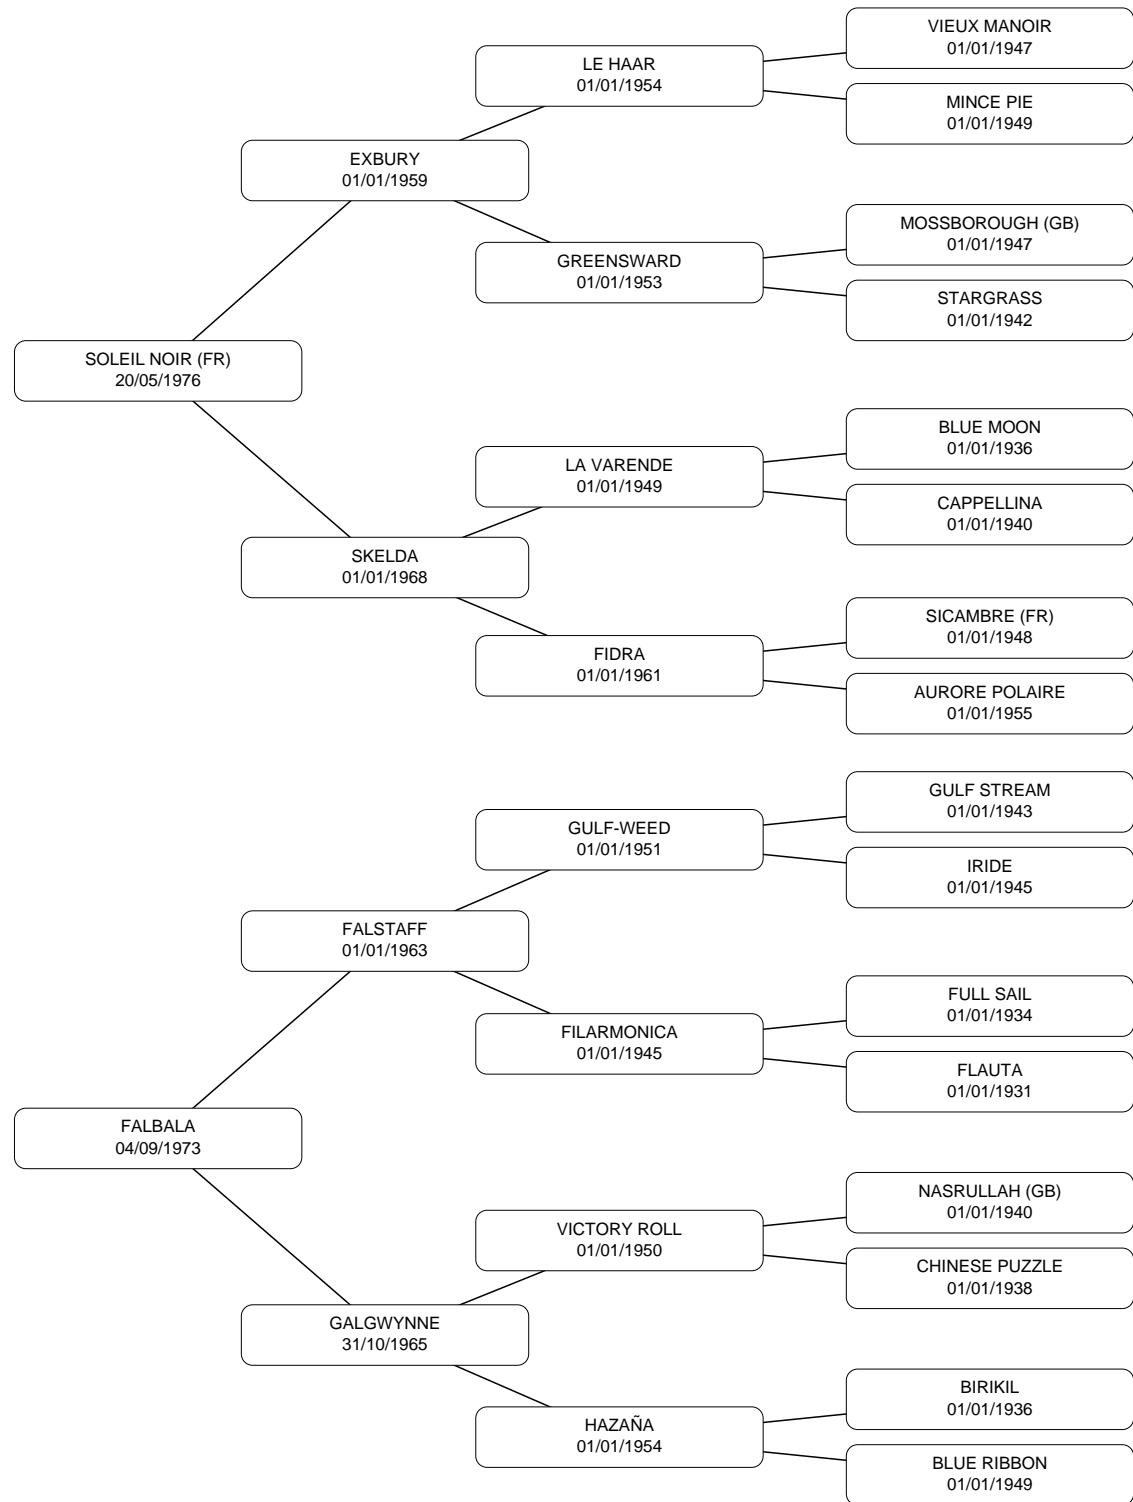 VIEUX MANOIR
01/01/1947
LE HAAR
01/01/1954
MINCE PIE
01/01/1949
EXBURY
01/01/1959
MOSSBOROUGH (GB)
01/01/1947
GREENSWARD
01/01/1953
STARGRASS
01/01/1942
SOLEIL NOIR (FR)
20/05/1976
BLUE MOON
01/01/1936
LA VARENDE
01/01/1949
CAPPELLINA
01/01/1940
SKELDA
01/01/1968
SICAMBRE (FR)
01/01/1948
FIDRA
01/01/1961
AURORE POLAIRE
01/01/1955
GULF STREAM
01/01/1943
GULF-WEED
01/01/1951
IRIDE
01/01/1945
FALSTAFF
01/01/1963
FULL SAIL
01/01/1934
FILARMONICA
01/01/1945
FLAUTA
01/01/1931
FALBALA
04/09/1973
NASRULLAH (GB)
01/01/1940
VICTORY ROLL
01/01/1950
CHINESE PUZZLE
01/01/1938
GALGWYNNE
31/10/1965
BIRIKIL
01/01/1936
HAZAÑA
01/01/1954
BLUE RIBBON
01/01/1949